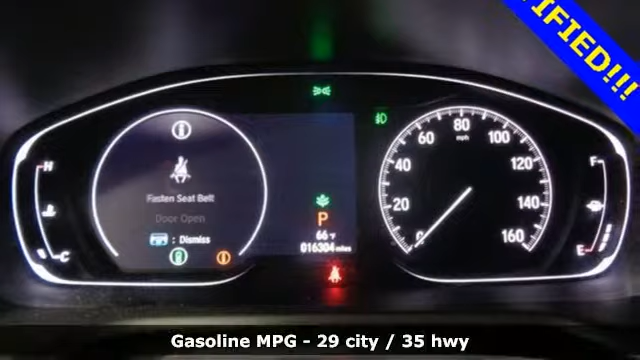 TIFIED!!!
H
C
Fasten Seat Belt
Door Open
: Dismiss
P
66 °F
016304 miles
0
20
40
60
80
100
120
140
160
mph
F
E
Gasoline MPG - 29 city / 35 hwy